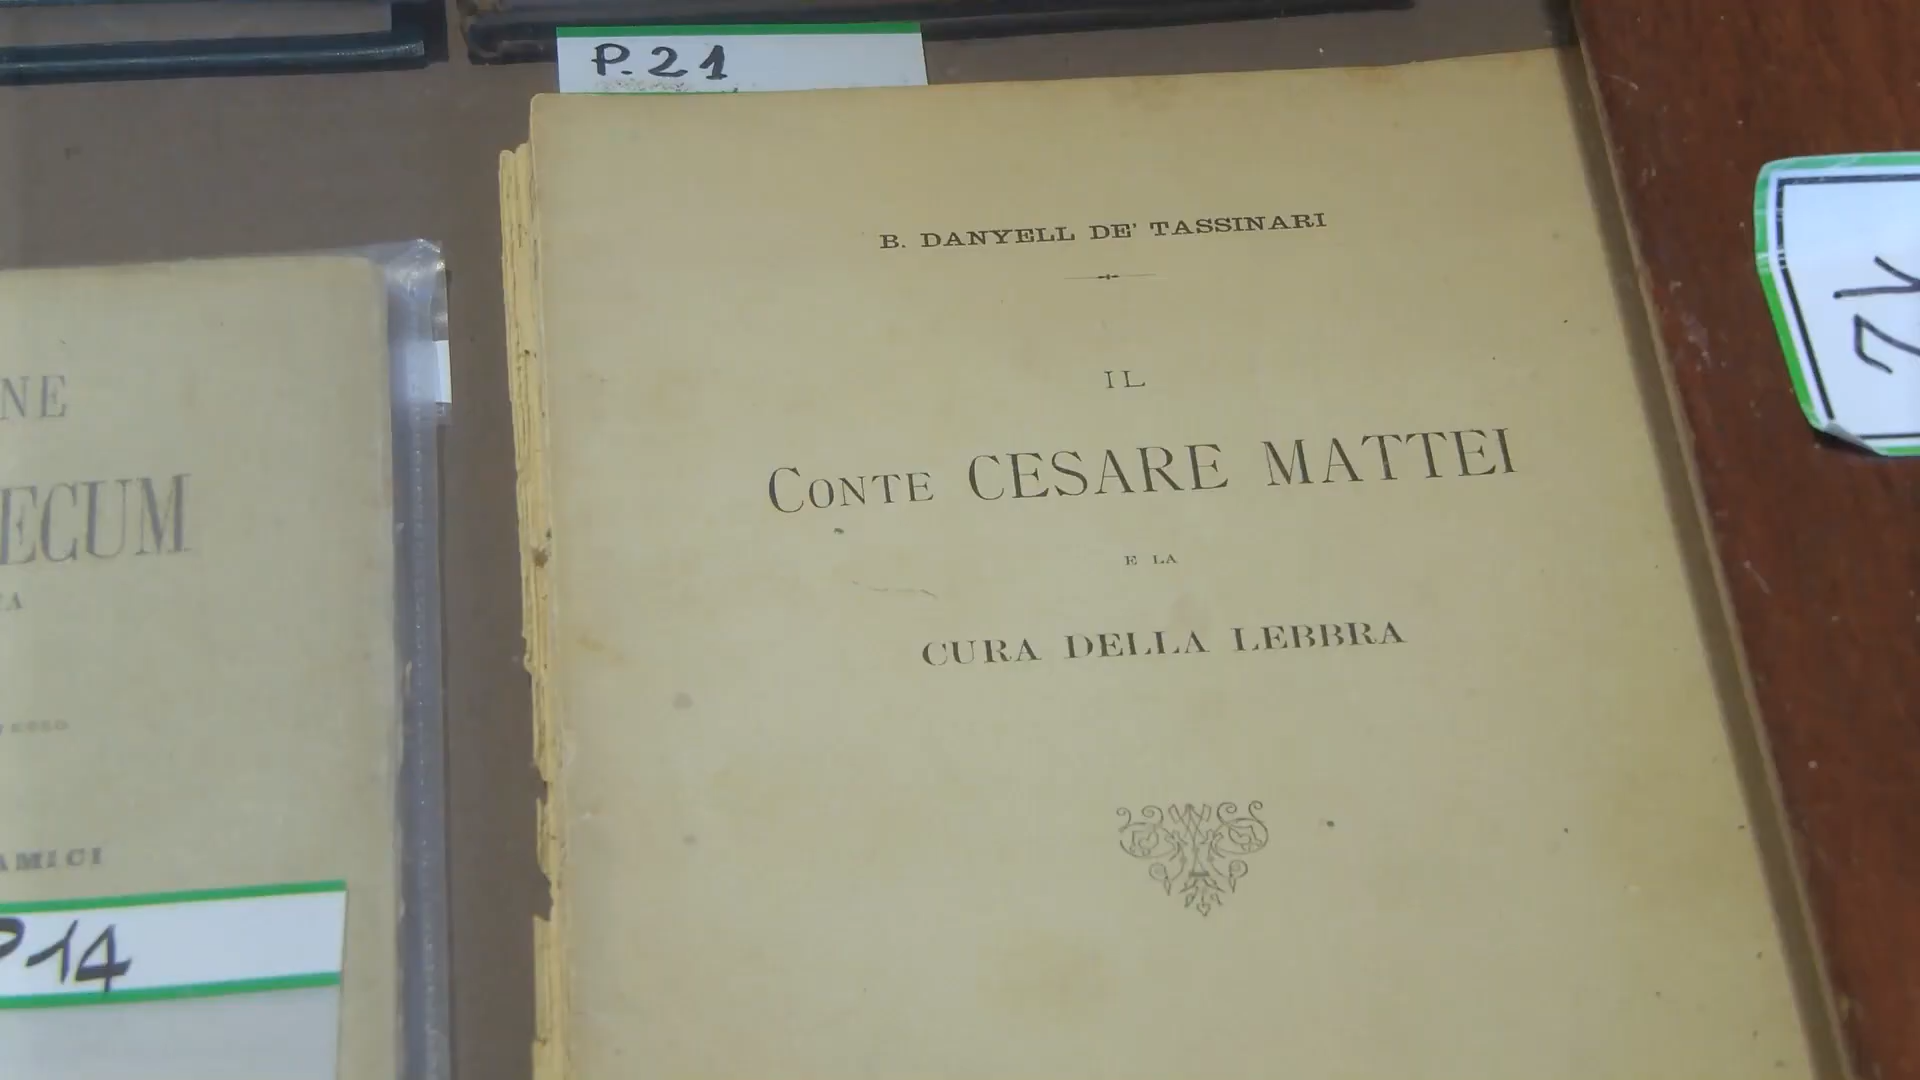 P. 21
B. DANYELL DE' TASSINARI
IL
CONTE CESARE MATTEI
E LA
CURA DELLA LEBBRA
NE
ECUM
AMICI
P14